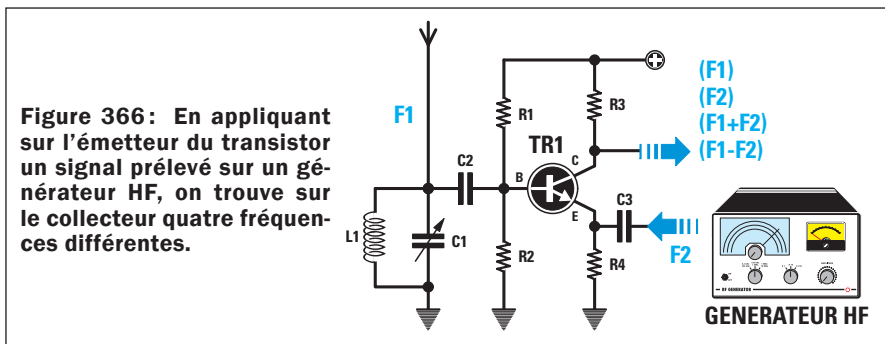 Figure 366: En appliquant
sur l'émetteur du transistor
un signal prélevé sur un gé-
nérateur HF, on trouve sur
le collecteur quatre fréquen-
ces différentes.
F1
L1
C1
C2
R1
R2
B
TR1
C
E
R3
R4
C3
(F1)
(F2)
(F1+F2)
(F1-F2)
F2
RF GENERATOR
GENERATEUR HF